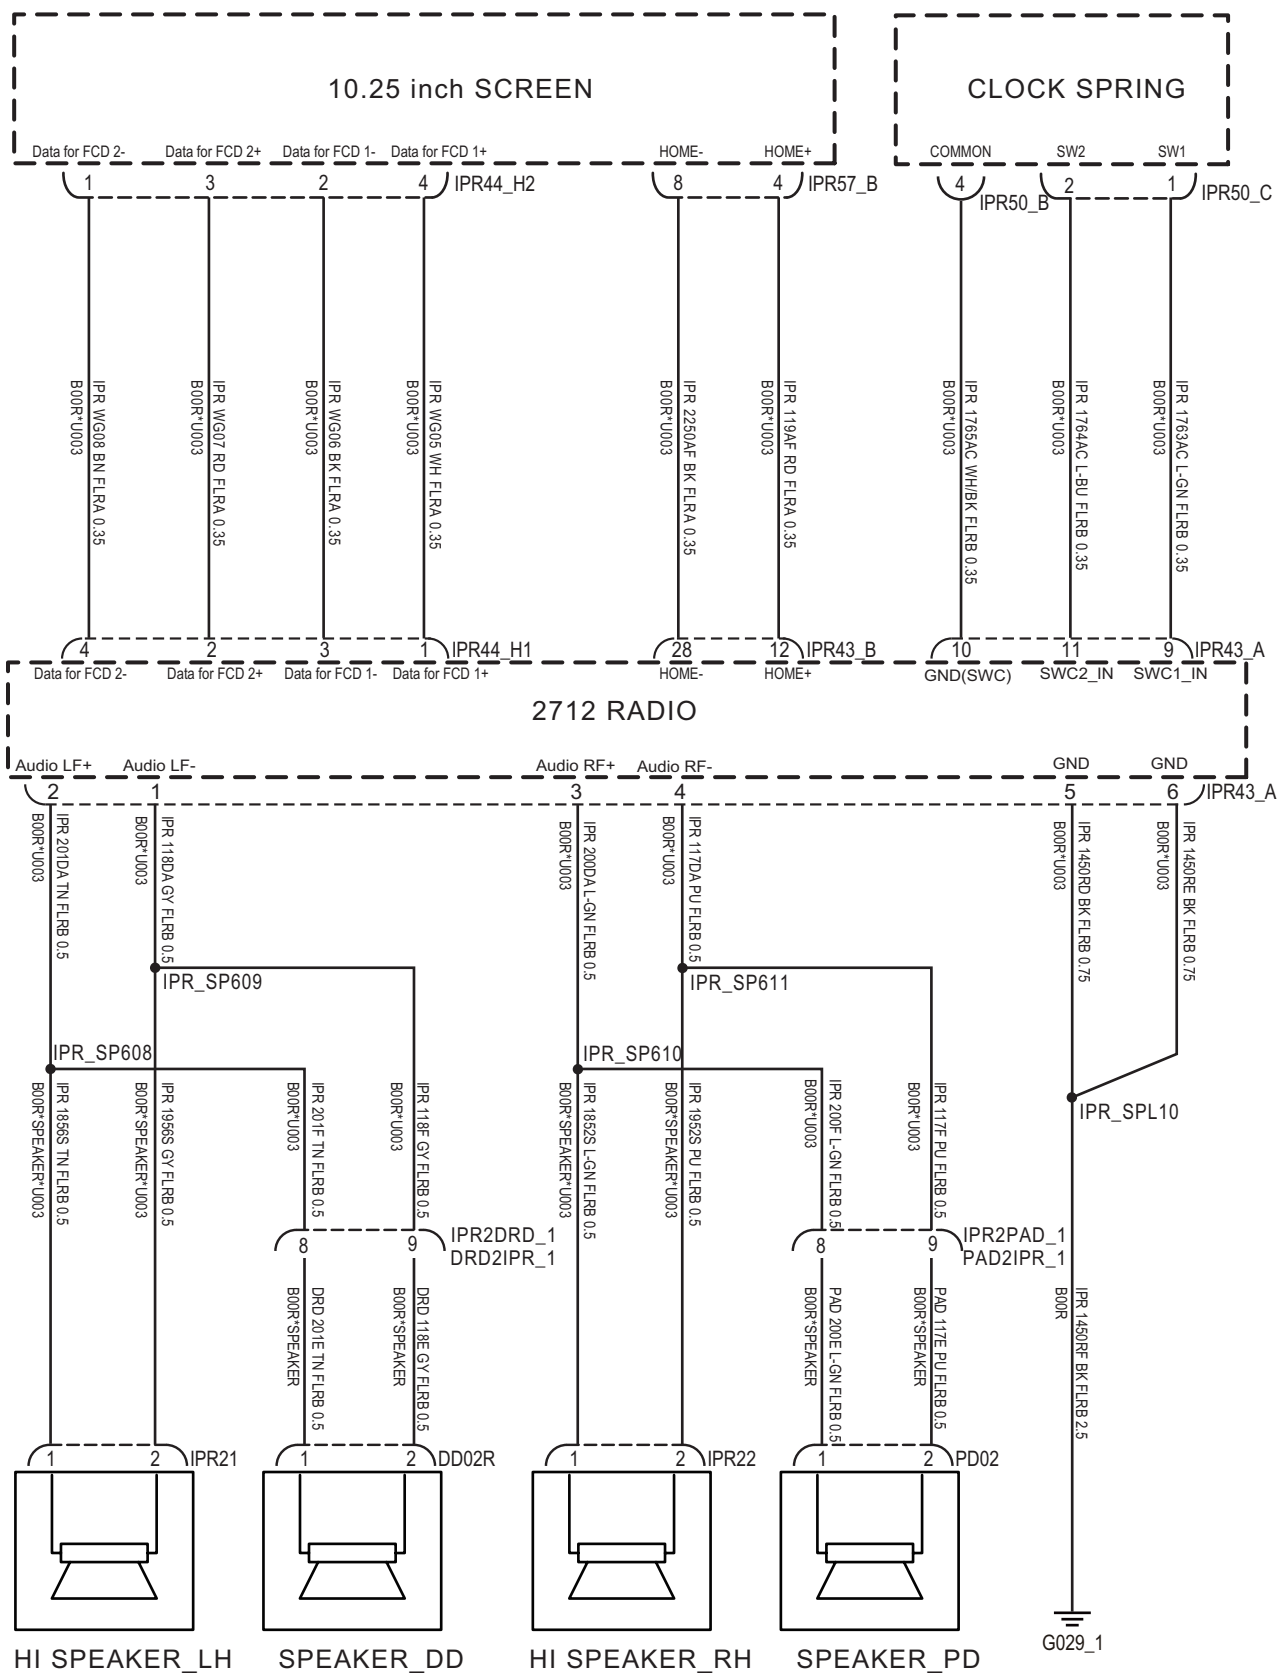 10.25 inch SCREEN
CLOCK SPRING
Data for FCD 2-
Data for FCD 2+
Data for FCD 1-
Data for FCD 1+
HOME-
HOME+
COMMON
SW2
SW1
1
3
2
4
IPR44_H2
8
4
IPR57_B
4
IPR50_B
2
1
IPR50_C
IPR WG08 BN FLRA 0.35
B00R*U003
IPR WG07 RD FLRA 0.35
B00R*U003
IPR WG06 BK FLRA 0.35
B00R*U003
IPR WG05 WH FLRA 0.35
B00R*U003
IPR 2250AF BK FLRA 0.35
B00R*U003
IPR 119AF RD FLRA 0.35
B00R*U003
IPR 1765AC WH/BK FLRB 0.35
B00R*U003
IPR 1764AC L-BU FLRB 0.35
B00R*U003
IPR 1763AC L-GN FLRB 0.35
B00R*U003
4
2
3
1
IPR44_H1
28
12
IPR43_B
10
11
9
IPR43_A
Data for FCD 2-
Data for FCD 2+
Data for FCD 1-
Data for FCD 1+
HOME-
HOME+
GND(SWC)
SWC2_IN
SWC1_IN
2712 RADIO
Audio LF+
Audio LF-
Audio RF+
Audio RF-
GND
GND
2
1
3
4
5
6
IPR43_A
IPR 201DA TN FLRB 0.5
B00R*U003
IPR 118DA GY FLRB 0.5
B00R*U003
IPR 200DA L-GN FLRB 0.5
B00R*U003
IPR 117DA PU FLRB 0.5
B00R*U003
IPR 1450RD BK FLRB 0.75
B00R*U003
IPR 1450RE BK FLRB 0.75
B00R*U003
IPR_SP609
IPR_SP611
IPR_SP608
IPR_SP610
IPR_SPL10
IPR 1856S TN FLRB 0.5
B00R*SPEAKER*U003
IPR 1956S GY FLRB 0.5
B00R*SPEAKER*U003
IPR 201F TN FLRB 0.5
B00R*U003
IPR 118F GY FLRB 0.5
B00R*U003
IPR 1852S L-GN FLRB 0.5
B00R*SPEAKER*U003
IPR 1952S PU FLRB 0.5
B00R*SPEAKER*U003
IPR 200F L-GN FLRB 0.5
B00R*U003
IPR 117F PU FLRB 0.5
B00R*U003
8
9
IPR2DRD_1
DRD2IPR_1
8
9
IPR2PAD_1
PAD2IPR_1
DRD 201E TN FLRB 0.5
B00R*SPEAKER
DRD 118E GY FLRB 0.5
B00R*SPEAKER
PAD 200E L-GN FLRB 0.5
B00R*SPEAKER
PAD 117E PU FLRB 0.5
B00R*SPEAKER
IPR 1450RF BK FLRB 2.5
B00R
1
2
IPR21
1
2
DD02R
1
2
IPR22
1
2
PD02
G029_1
HI SPEAKER_LH
SPEAKER_DD
HI SPEAKER_RH
SPEAKER_PD